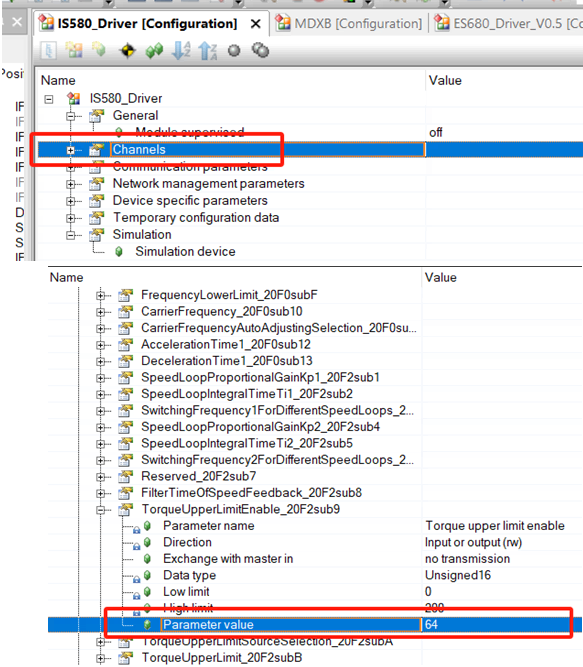 IS580_Driver [Configuration]
MDXB [Configuration]
ES680_Driver_V0.5 [Co
Posit
IF
IF
IF
IF
IF
IF
IF
D
S
S
IF
Name Value
IS580_Driver
General
Module supervised off
Channels
Communication parameters
Network management parameters
Device specific parameters
Temporary configuration data
Simulation
Simulation device
Name Value
FrequencyLowerLimit_20F0subF
CarrierFrequency_20F0sub10
CarrierFrequencyAutoAdjustingSelection_20F0su...
AccelerationTime1_20F0sub12
DecelerationTime1_20F0sub13
SpeedLoopProportionalGainKp1_20F2sub1
SpeedLoopIntegralTimeTi1_20F2sub2
SwitchingFrequency1ForDifferentSpeedLoops_2...
SpeedLoopProportionalGainKp2_20F2sub4
SpeedLoopIntegralTimeTi2_20F2sub5
SwitchingFrequency2ForDifferentSpeedLoops_2...
Reserved_20F2sub7
FilterTimeOfSpeedFeedback_20F2sub8
TorqueUpperLimitEnable_20F2sub9
Parameter name Torque upper limit enable
Direction Input or output (rw)
Exchange with master in no transmission
Data type Unsigned16
Low limit 0
High limit 200
Parameter value 64
TorqueUpperLimitSourceSelection_20F2subA
TorqueUpperLimit_20F2subB